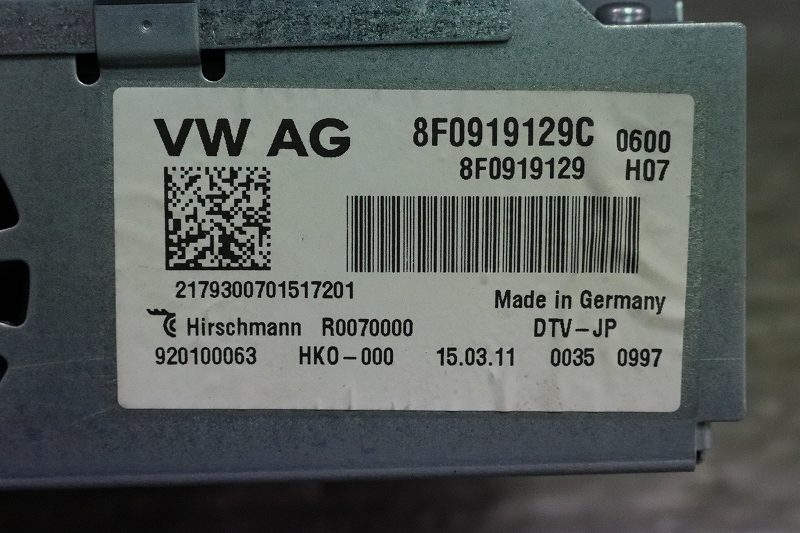 VW AG 8F0919129C 0600
8F0919129 H07
2179300701517201
Made in Germany
Hirschmann R0070000 DTV-JP
920100063 HK0-000 15.03.11 0035 0997